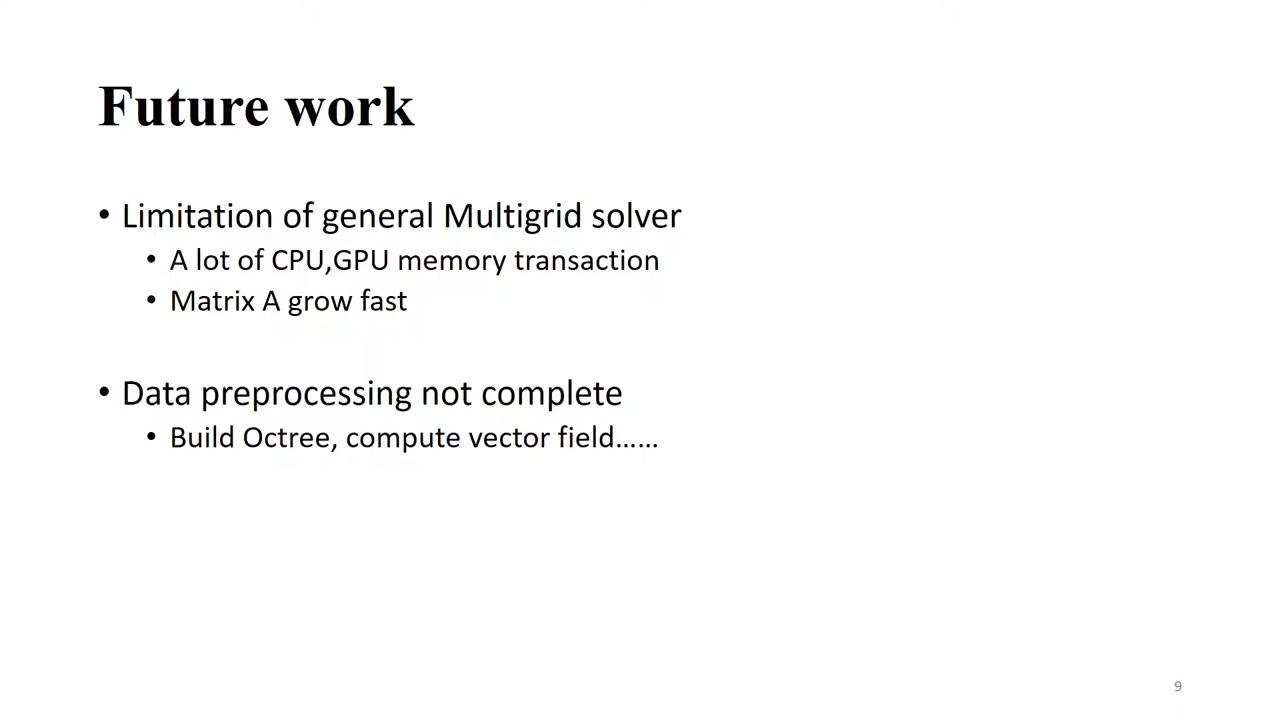 Future work
• Limitation of general Multigrid solver
• A lot of CPU,GPU memory transaction
• Matrix A grow fast
• Data preprocessing not complete
• Build Octree, compute vector field……
9